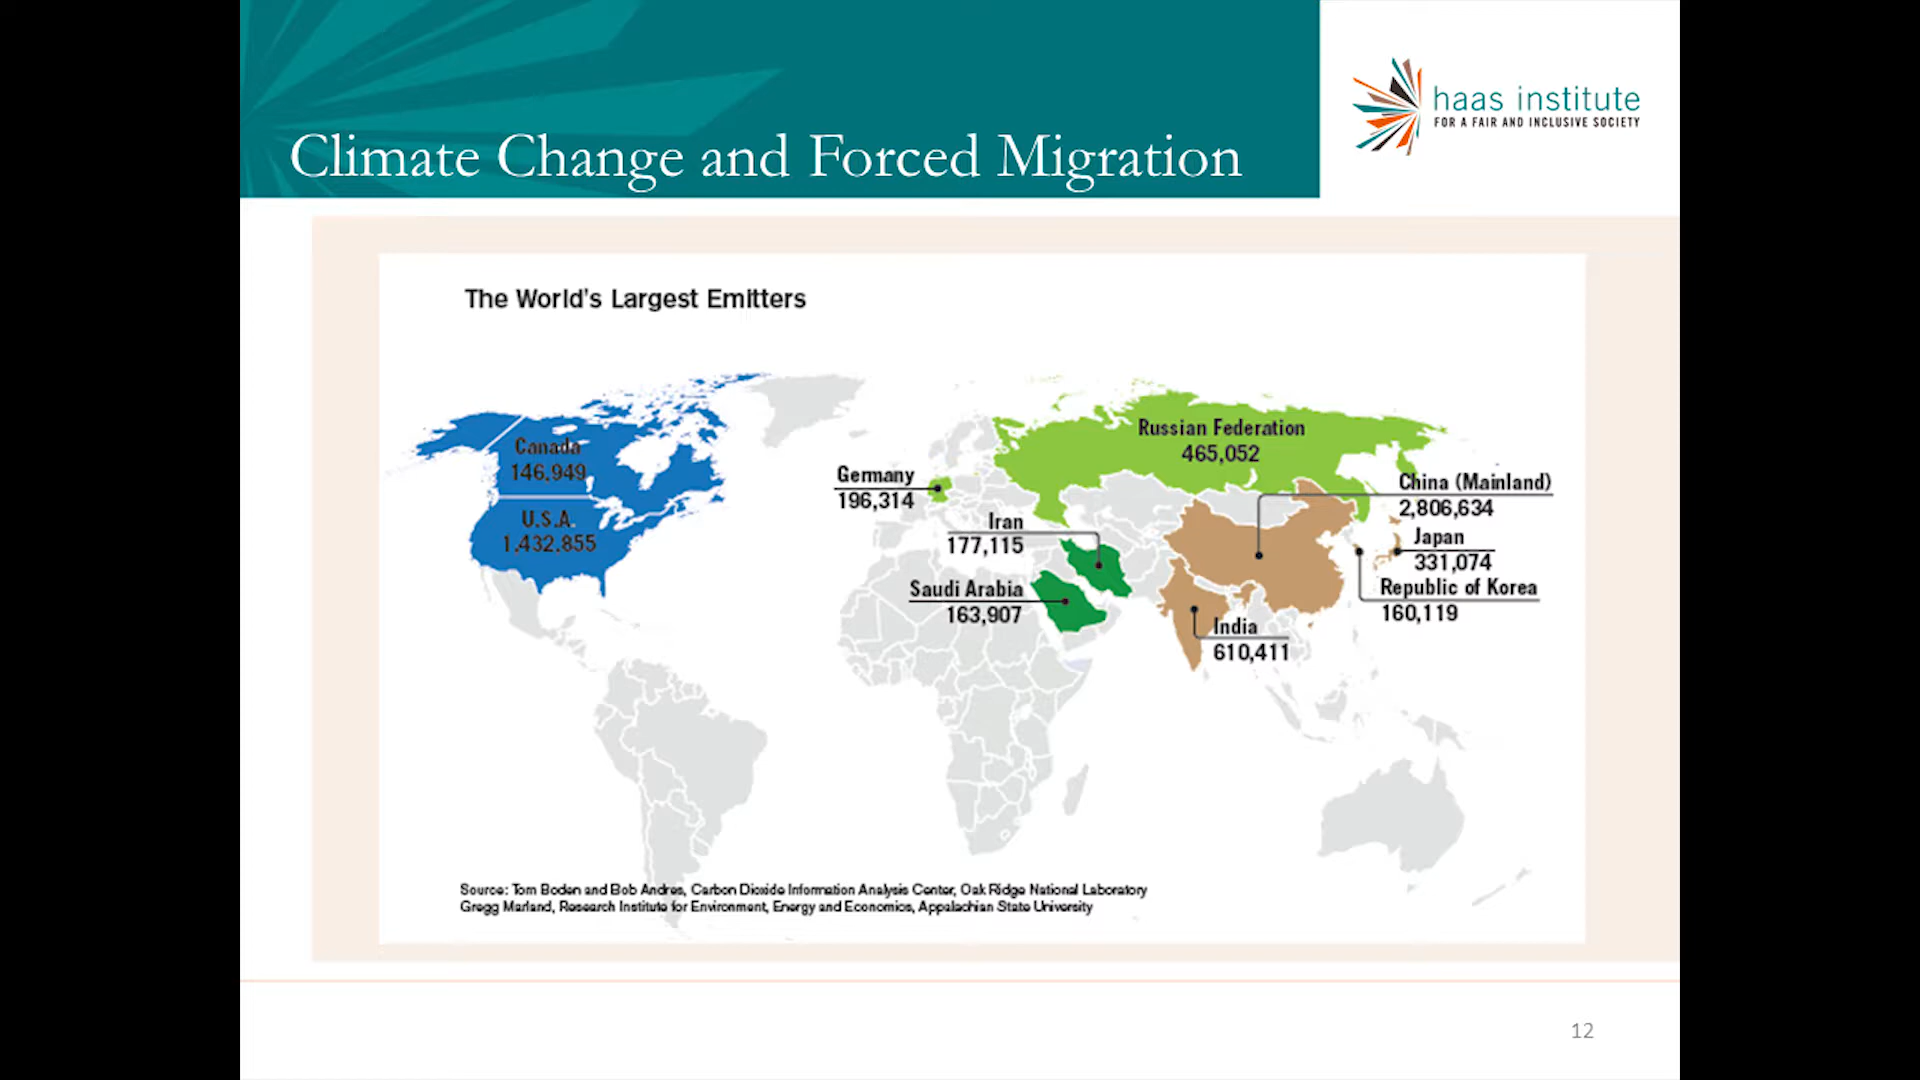 Climate Change and Forced Migration
haas institute
FOR A FAIR AND INCLUSIVE SOCIETY
The World's Largest Emitters
Canada
146,949
U.S.A.
1,432,855
Germany
196,314
Iran
177,115
Saudi Arabia
163,907
Russian Federation
465,052
China (Mainland)
2,806,634
Japan
331,074
Republic of Korea
160,119
India
610,411
Source: Tom Boden and Bob Andres, Carbon Dioxide Information Analysis Center, Oak Ridge National Laboratory
Gregg Marland, Research Institute for Environment, Energy and Economics, Appalachian State University
12